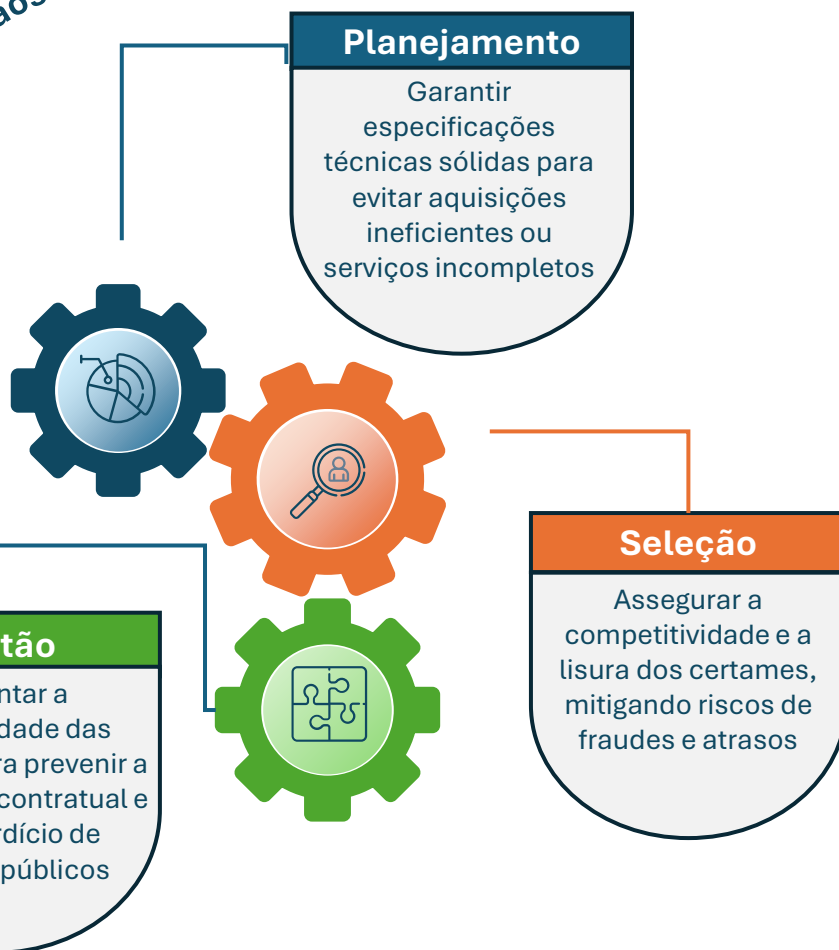 Planejamento
Garantir
especificações
técnicas sólidas para
evitar aquisições
ineficientes ou
serviços incompletos
Seleção
Assegurar a
competitividade e a
lisura dos certames,
mitigando riscos de
fraudes e atrasos
tão
ntar a
dade das
ra prevenir a
contratual e
rdício de
públicos